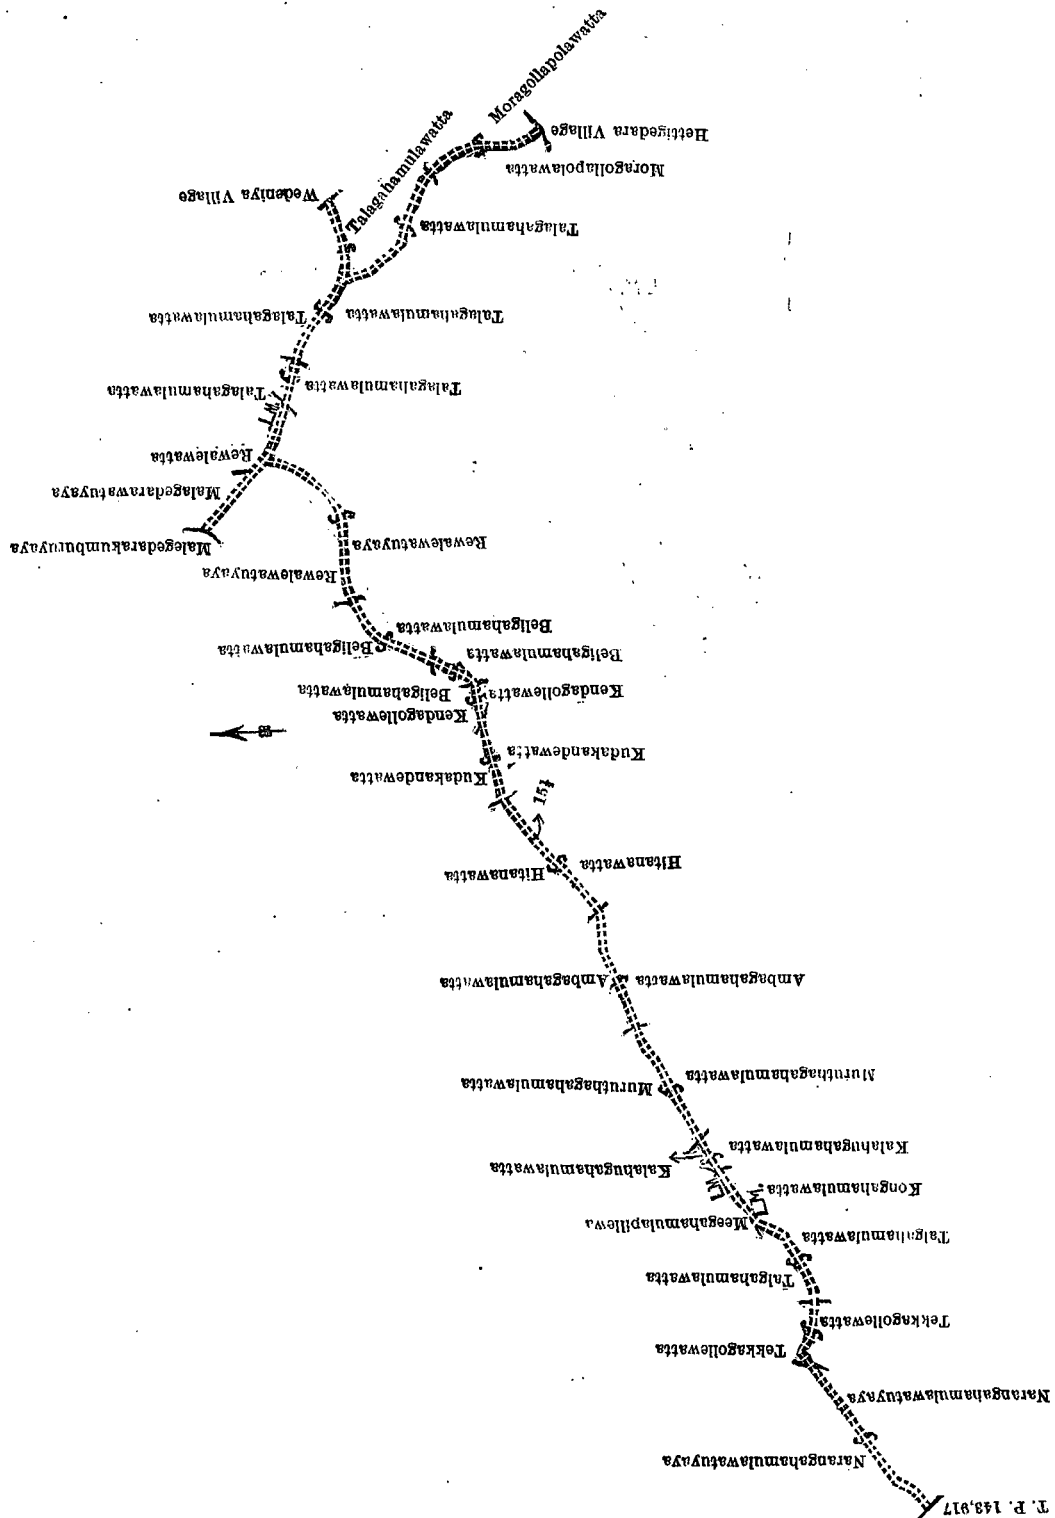 Moragollapolawatta
Hettigedara Village
Talagahamulawatta
Moragollapolawatta
Wedeniya Village
Talagahamulawatta
Talagahamulawatta
Talagahamulawatta
Talagahamulawatta
Talagahamulawatta
Rewalewatta
Malagedarawatuyaya
Malegedarakumburuyaya
Rewalewatuyaya
Rewalewatuyaya
Beligahamulawatta
Beligahamulawatta
Beligahamulawatta
Beligahamulawatta
Kendagollewatta
Kendagollewatta
Kudakandewatta
Kudakandewatta
Hitanawatta
Hitanawatta
Ambagahamulawatta
Ambagahamulawatta
Muruthagahamulawatta
Muruthagahamulawatta
Kalahugahamulawatta
Kalahugahamulawatta
Kongahamulawatta
Meegahamulapillewa
Talgahamulawatta
Talgahamulawatta
Tekkagollewatta
Tekkagollewatta
Narangahamulawatuyaya
Narangahamulawatuyaya
T. P. 143,917